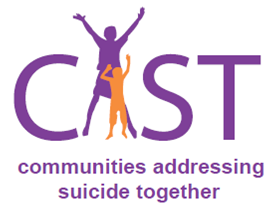 CAST
communities addressing
suicide together